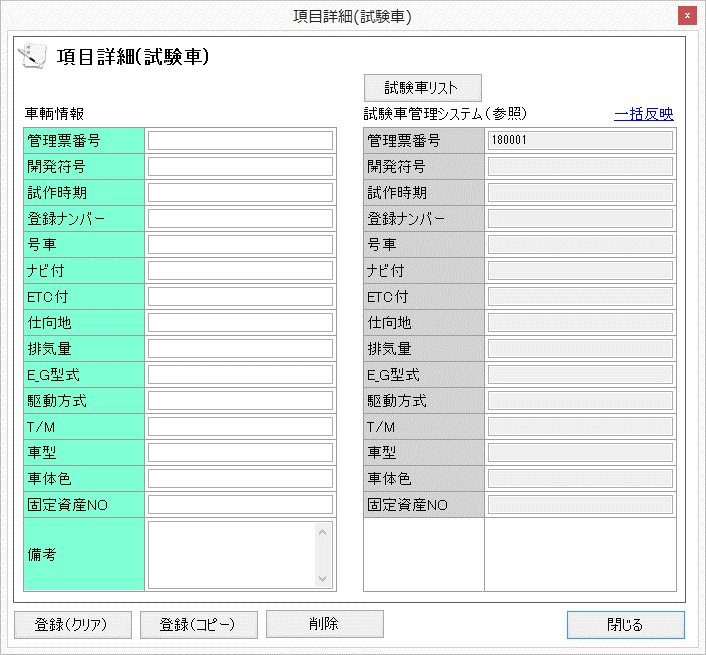 項目詳細(試験車)
x
項目詳細(試験車)
試験車リスト
車輌情報
試験車管理システム(参照)
一括反映
管理票番号
開発符号
試作時期
登録ナンバー
号車
ナビ付
ETC付
仕向地
排気量
E_G型式
駆動方式
T/M
車型
車体色
固定資産NO
備考
管理票番号 180001
開発符号
試作時期
登録ナンバー
号車
ナビ付
ETC付
仕向地
排気量
E_G型式
駆動方式
T/M
車型
車体色
固定資産NO
登録(クリア)
登録(コピー)
削除
閉じる